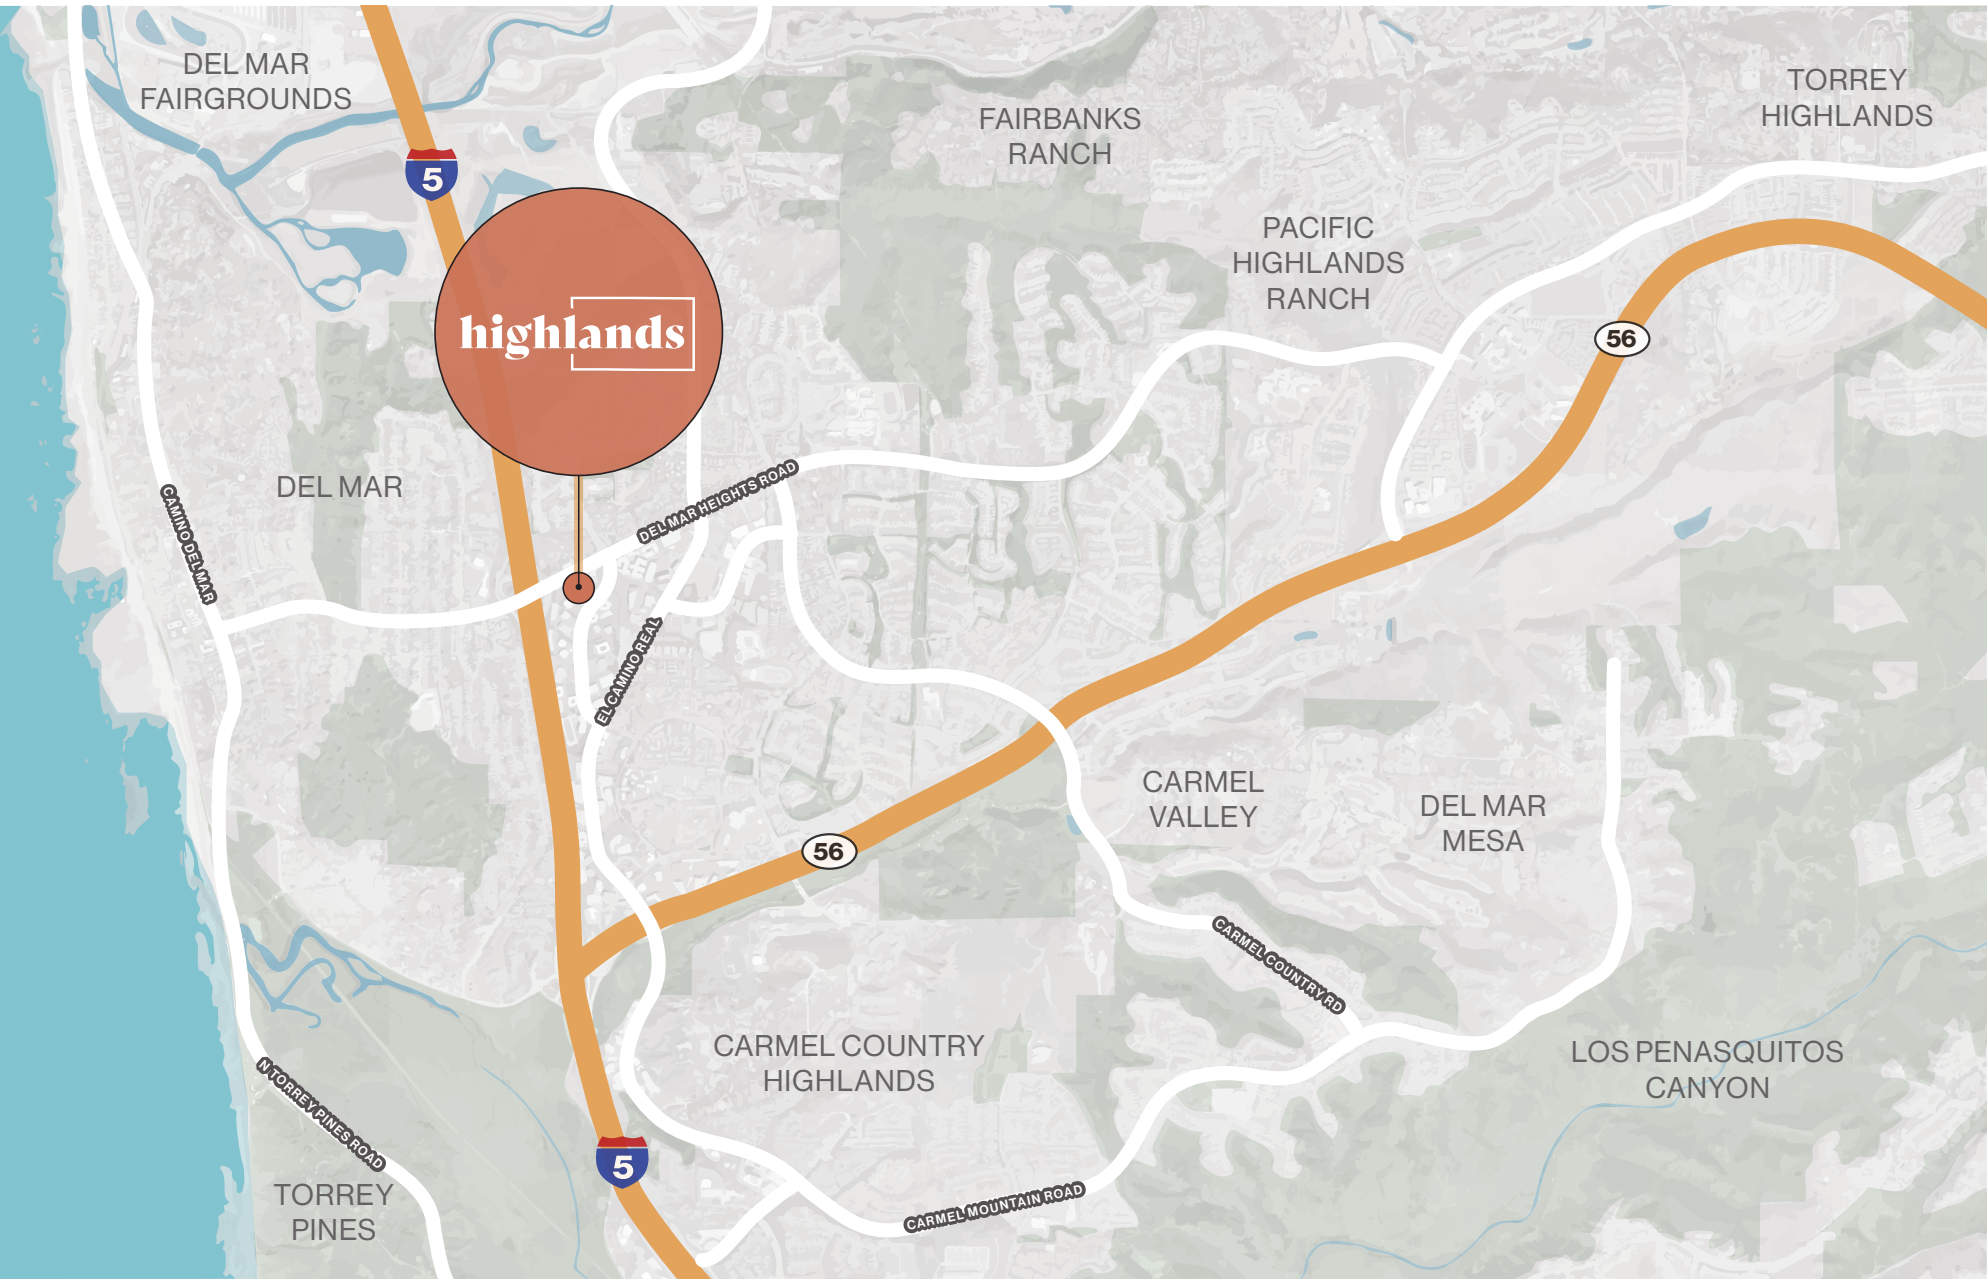 DEL MAR
FAIRGROUNDS
TORREY
HIGHLANDS
FAIRBANKS
RANCH
5
PACIFIC
HIGHLANDS
RANCH
highlands
56
DEL MAR
DEL MAR HEIGHTS ROAD
CAMINO DEL MAR
EL CAMINO REAL
CARMEL
VALLEY
DEL MAR
MESA
56
CARMEL COUNTRY RD
CARMEL COUNTRY
HIGHLANDS
LOS PENASQUITOS
CANYON
N TORREY PINES ROAD
5
TORREY
PINES
CARMEL MOUNTAIN ROAD